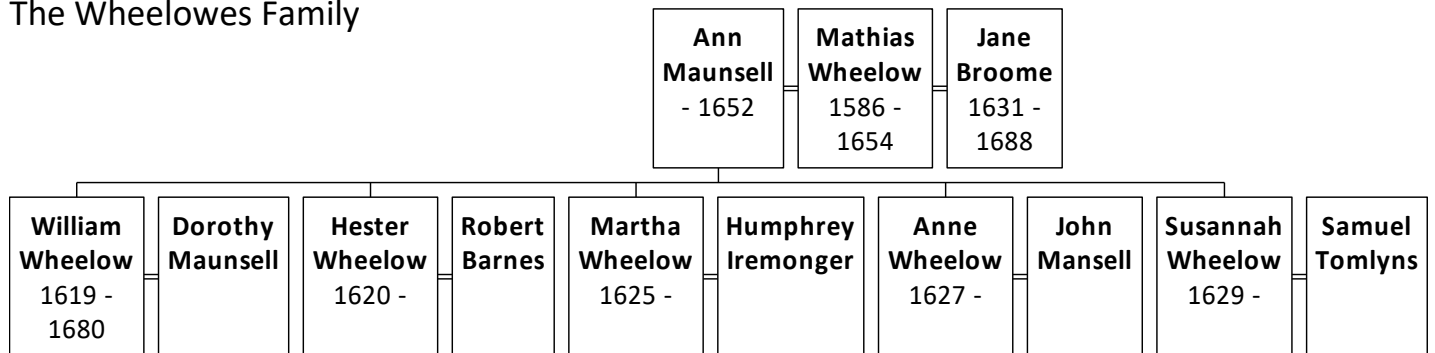 The Wheelowes Family
Ann
Maunsell
- 1652
Mathias
Wheelow
1586 -
1654
Jane
Broome
1631 -
1688
William
Wheelow
1619 -
1680
Dorothy
Maunsell
Hester
Wheelow
1620 -
Robert
Barnes
Martha
Wheelow
1625 -
Humphrey
Iremonger
Anne
Wheelow
1627 -
John
Mansell
Susannah
Wheelow
1629 -
Samuel
Tomlyns